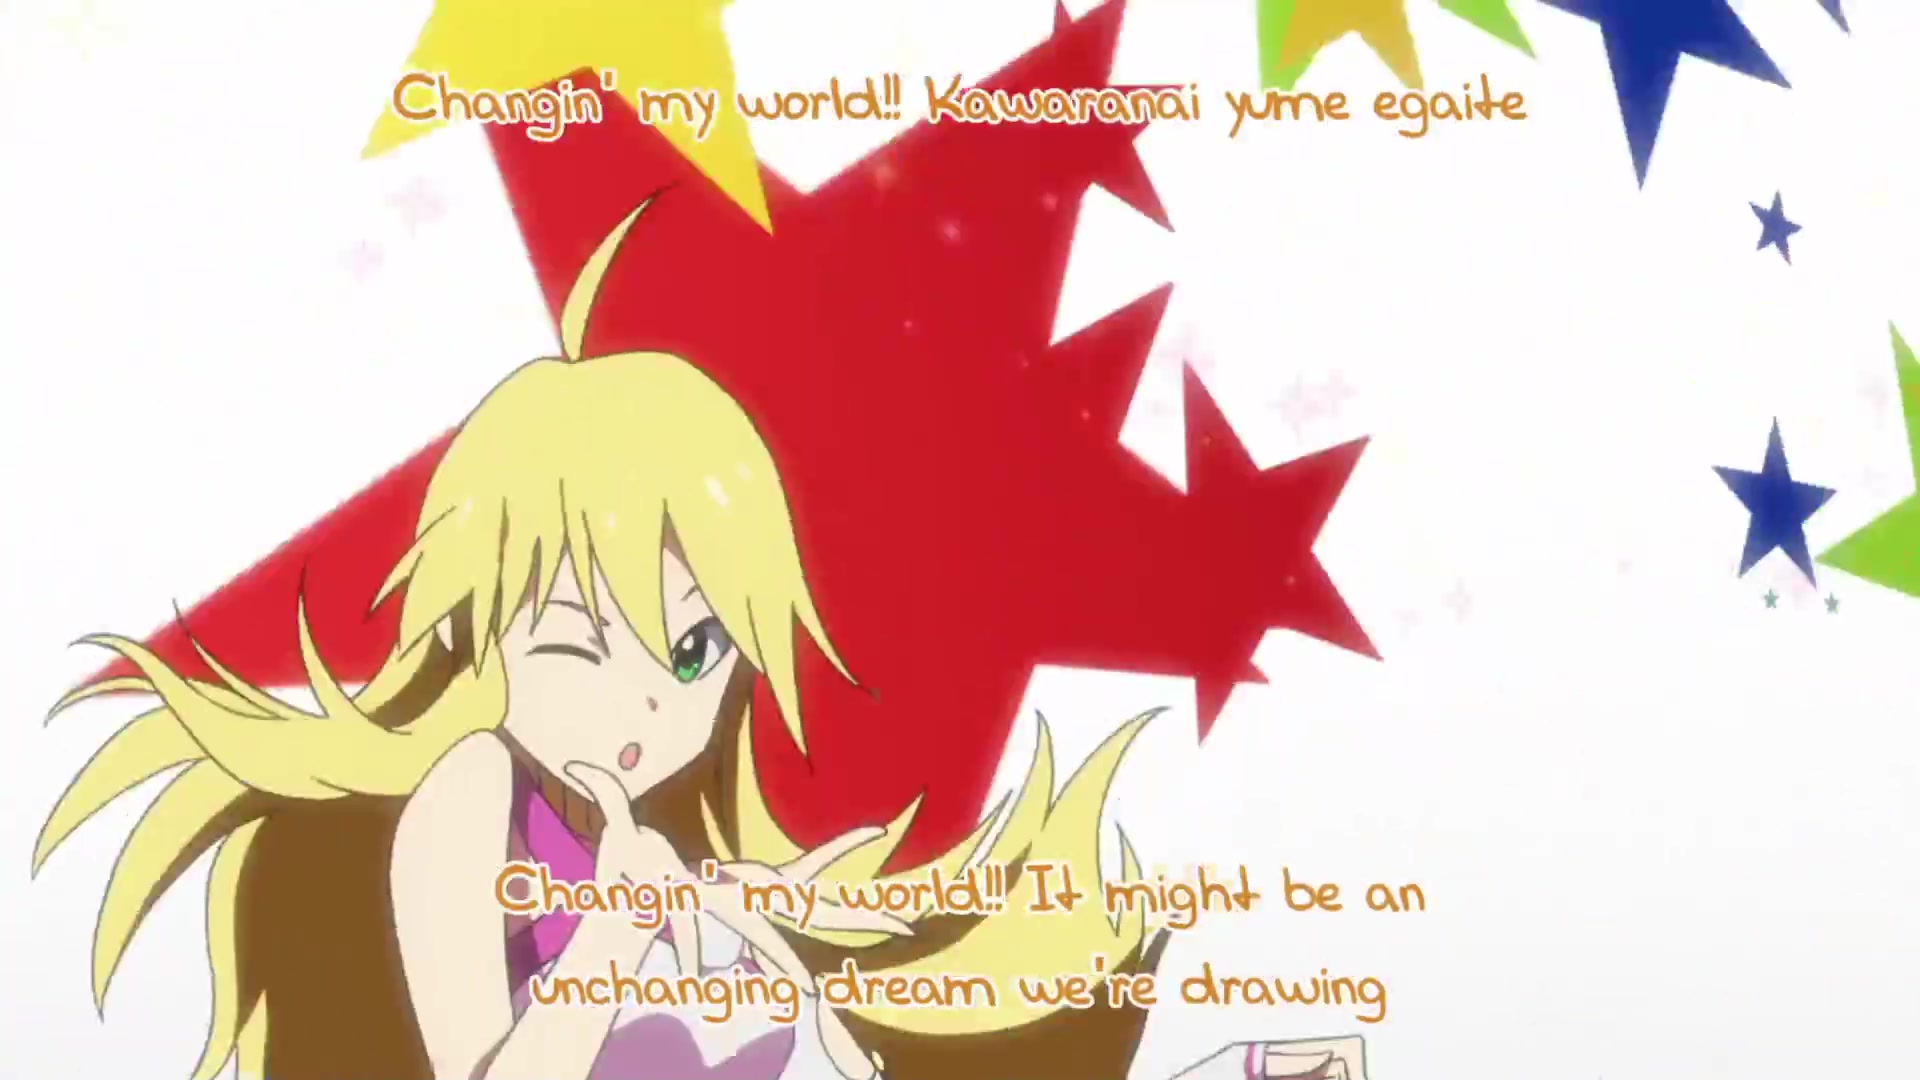 Changin' my world!! Kawaranai yume egaite
Changin' my world!! It might be an
unchanging dream we're drawing